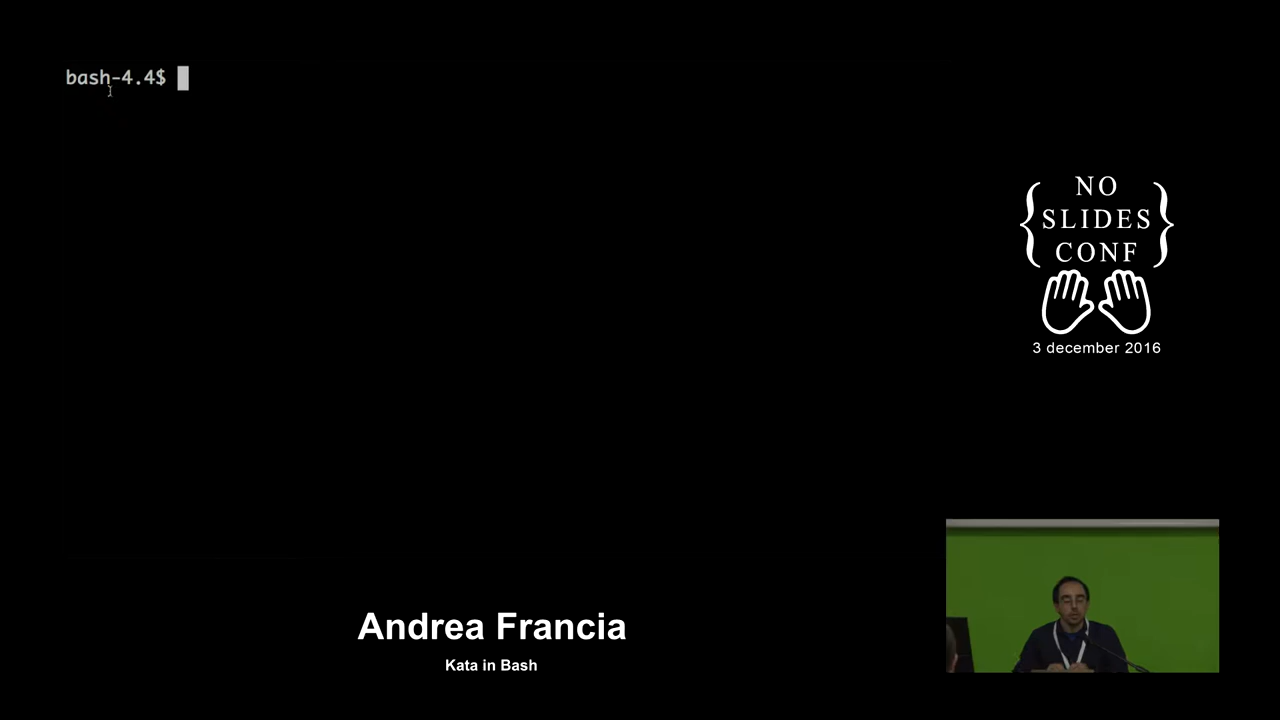 bash-4.4$
{ NO
SLIDES
CONF }
3 december 2016
Andrea Francia
Kata in Bash